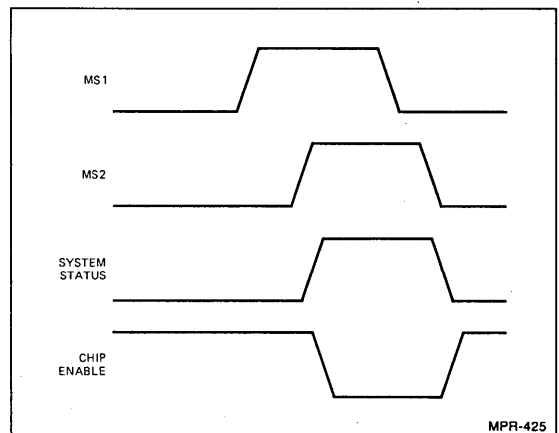 MS1
MS2
SYSTEM
STATUS
CHIP
ENABLE
MPR-425